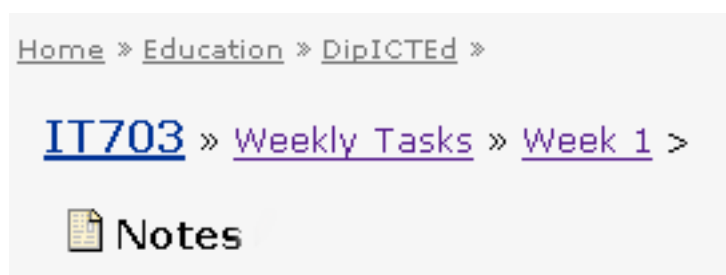 Home » Education » DipICTEd »
IT703 » Weekly Tasks » Week 1 >
Notes